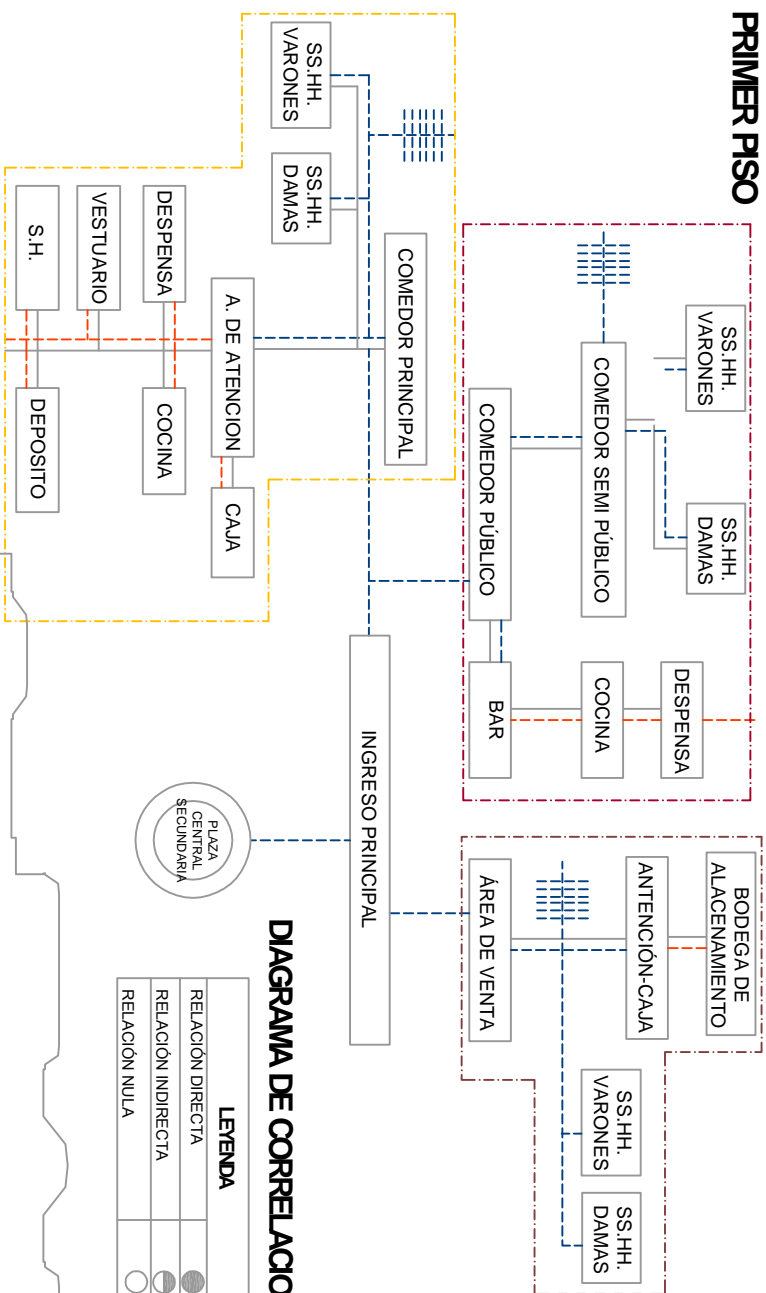 PRIMER PISO
SS.HH.
VARONES
SS.HH.
DAMAS
DESPENSA
COMEDOR SEMI PÚBLICO
COCINA
COMEDOR PÚBLICO
BAR
BODEGA DE
ALACENAMIENTO
ANTENCIÓN-CAJA
SS.HH.
VARONES
SS.HH.
DAMAS
ÁREA DE VENTA
SS.HH.
VARONES
SS.HH.
DAMAS
COMEDOR PRINCIPAL
INGRESO PRINCIPAL
A. DE ATENCION
CAJA
DESPENSA
COCINA
VESTUARIO
S.H.
DEPOSITO
PLAZA
CENTRAL
SECUNDARIA
DIAGRAMA DE CORRELACIO
LEYENDA
RELACIÓN DIRECTA
RELACIÓN INDIRECTA
RELACIÓN NULA